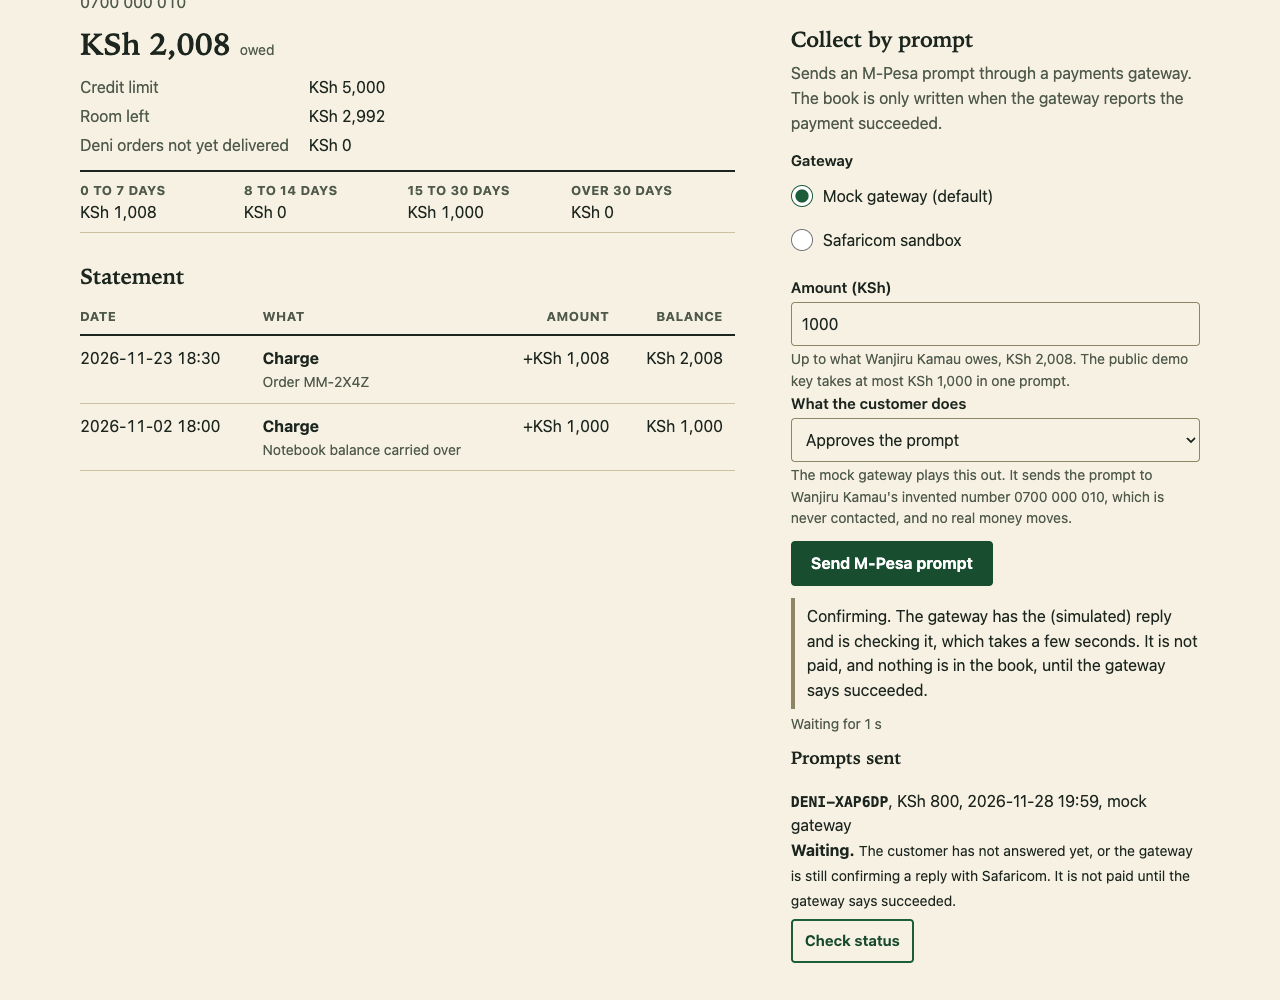 0700 000 010
KSh 2,008 owed
Credit limit KSh 5,000
Room left KSh 2,992
Deni orders not yet delivered KSh 0
0 TO 7 DAYS 8 TO 14 DAYS 15 TO 30 DAYS OVER 30 DAYS
KSh 1,008 KSh 0 KSh 1,000 KSh 0
Statement
DATE WHAT AMOUNT BALANCE
2026-11-23 18:30 Charge +KSh 1,008 KSh 2,008
Order MM-2X4Z
2026-11-02 18:00 Charge +KSh 1,000 KSh 1,000
Notebook balance carried over
Collect by prompt
Sends an M-Pesa prompt through a payments gateway.
The book is only written when the gateway reports the
payment succeeded.
Gateway
Mock gateway (default)
Safaricom sandbox
Amount (KSh)
1000
Up to what Wanjiru Kamau owes, KSh 2,008. The public demo
key takes at most KSh 1,000 in one prompt.
What the customer does
Approves the prompt
The mock gateway plays this out. It sends the prompt to
Wanjiru Kamau's invented number 0700 000 010, which is
never contacted, and no real money moves.
Send M-Pesa prompt
Confirming. The gateway has the (simulated) reply
and is checking it, which takes a few seconds. It is not
paid, and nothing is in the book, until the gateway
says succeeded.
Waiting for 1 s
Prompts sent
DENI-XAP6DP, KSh 800, 2026-11-28 19:59, mock
gateway
Waiting. The customer has not answered yet, or the gateway
is still confirming a reply with Safaricom. It is not paid until the
gateway says succeeded.
Check status